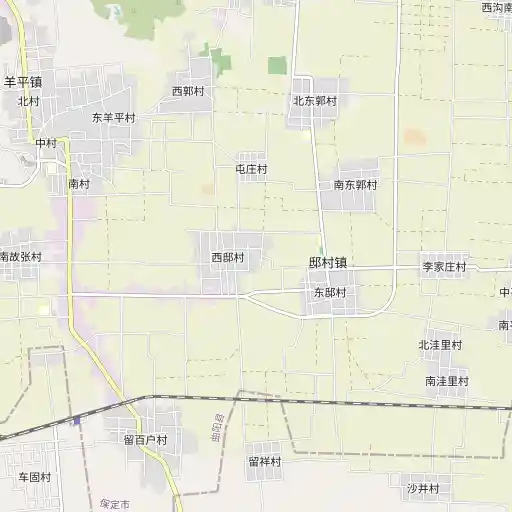 西沟南
羊平镇
西郭村
北村
北东郭村
东羊平村
中村
屯庄村
南村
南东郭村
南故张村
西邸村
邸村镇
李家庄村
东邸村
中
南
北洼里村
南洼里村
留百户村
留祥村
车固村
沙井村
保定市